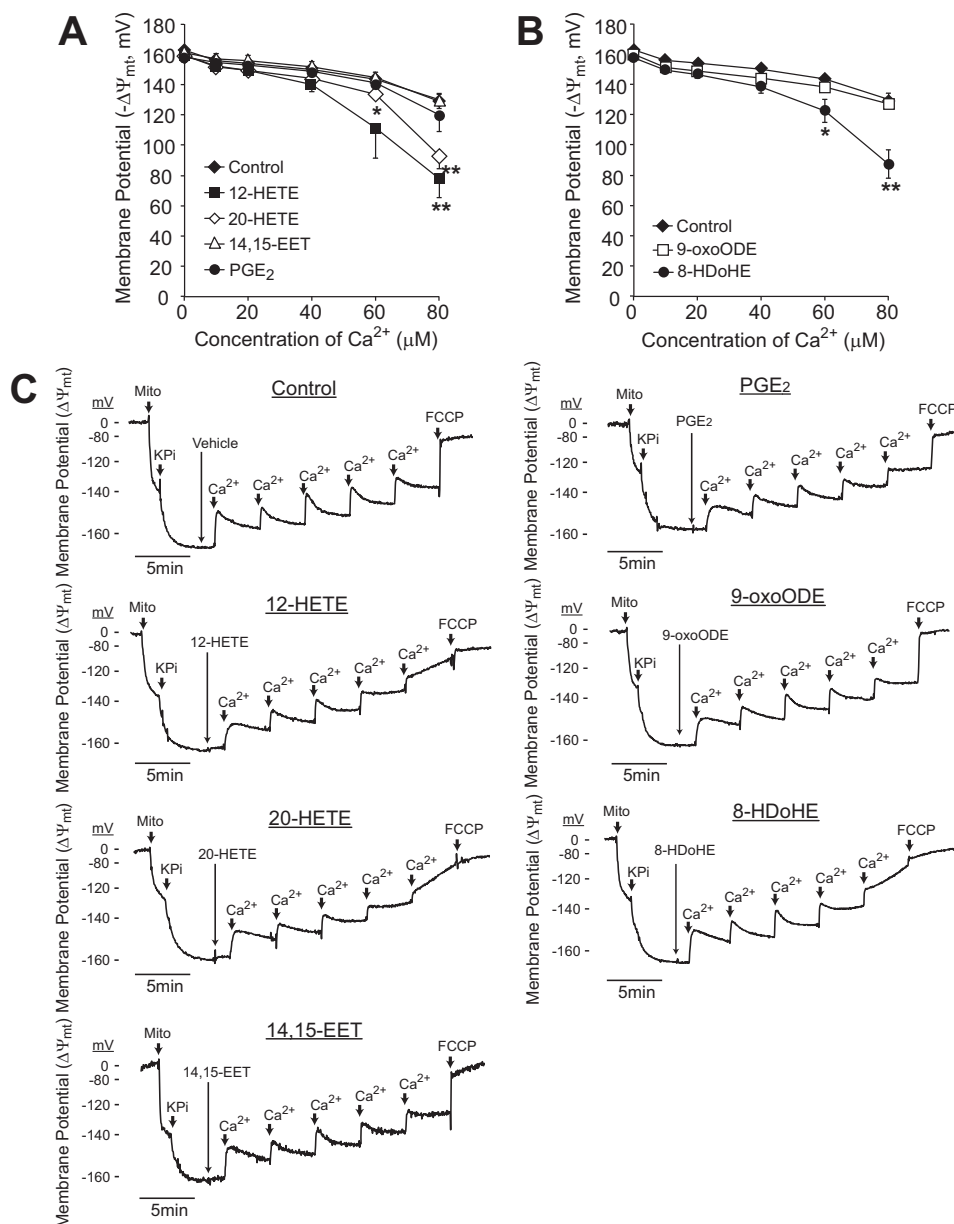 A
Membrane Potential (-ΔΨmt, mV)
180
160
140
120
100
80
60
40
20
0
0 20 40 60 80
Concentration of Ca2+ (μM)
Control
12-HETE
20-HETE
14,15-EET
PGE2
*
**
**
B
Membrane Potential (-ΔΨmt, mV)
180
160
140
120
100
80
60
40
20
0
0 20 40 60 80
Concentration of Ca2+ (μM)
Control
9-oxoODE
8-HDoHE
*
**
C
Control
Membrane Potential (ΔΨmt)
mV
0 -
-80 -
-120 -
-140 -
-160 -
Mito
KPi
Vehicle
Ca2+
Ca2+
Ca2+
Ca2+
Ca2+
FCCP
5min
PGE2
Membrane Potential (ΔΨmt)
mV
0 -
-80 -
-120 -
-140 -
-160 -
Mito
KPi
PGE2
Ca2+
Ca2+
Ca2+
Ca2+
Ca2+
FCCP
5min
12-HETE
Membrane Potential (ΔΨmt)
mV
0 -
-80 -
-120 -
-140 -
-160 -
Mito
KPi
12-HETE
Ca2+
Ca2+
Ca2+
Ca2+
Ca2+
FCCP
5min
9-oxoODE
Membrane Potential (ΔΨmt)
mV
0 -
-80 -
-120 -
-140 -
-160 -
Mito
KPi
9-oxoODE
Ca2+
Ca2+
Ca2+
Ca2+
Ca2+
FCCP
5min
20-HETE
Membrane Potential (ΔΨmt)
mV
0 -
-80 -
-120 -
-140 -
-160 -
Mito
KPi
20-HETE
Ca2+
Ca2+
Ca2+
Ca2+
Ca2+
FCCP
5min
8-HDoHE
Membrane Potential (ΔΨmt)
mV
0 -
-80 -
-120 -
-140 -
-160 -
Mito
KPi
8-HDoHE
Ca2+
Ca2+
Ca2+
Ca2+
Ca2+
FCCP
5min
14,15-EET
Membrane Potential (ΔΨmt)
mV
0 -
-80 -
-120 -
-140 -
-160 -
Mito
KPi
14,15-EET
Ca2+
Ca2+
Ca2+
Ca2+
Ca2+
FCCP
5min